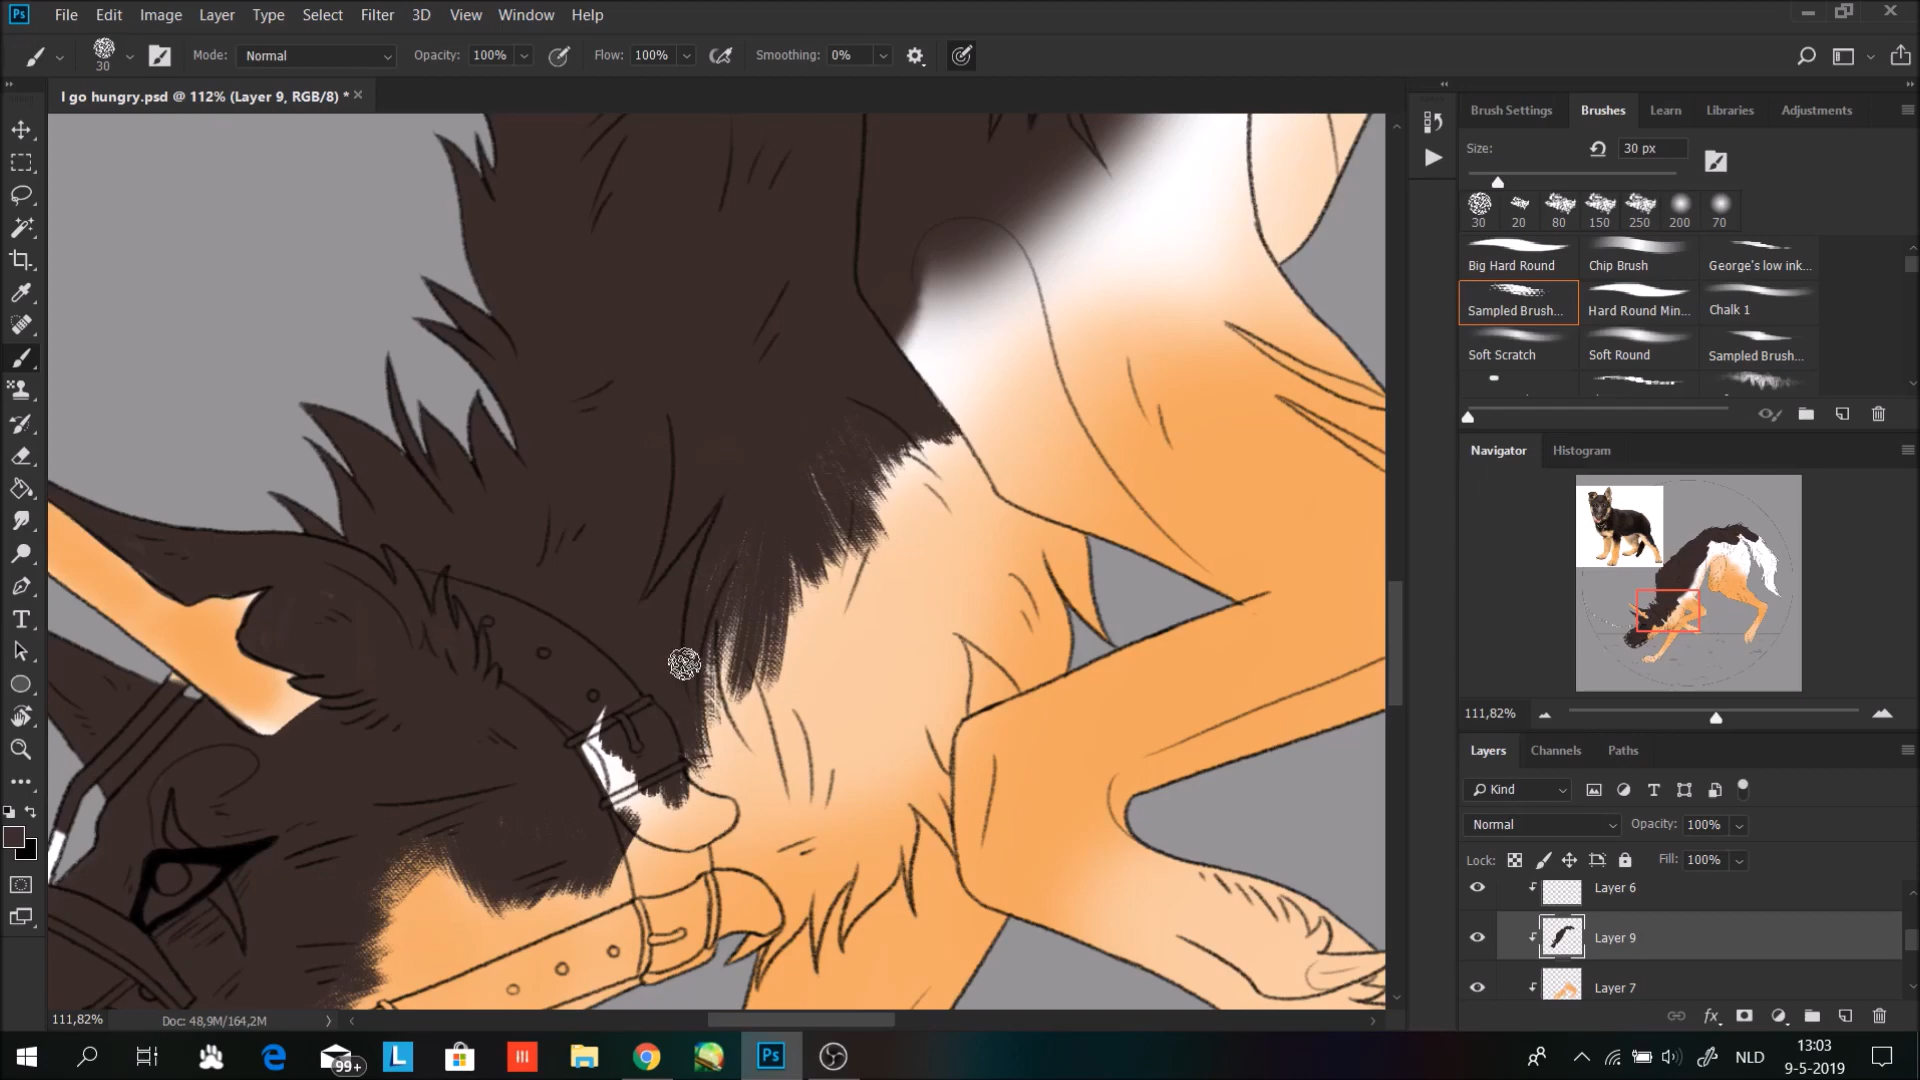 Ps File Edit Image Layer Type Select Filter 3D View Window Help
30 Mode: Normal Opacity: 100% Flow: 100% Smoothing: 0%
I go hungry.psd @ 112% (Layer 9, RGB/8) * ×
Brush Settings Brushes Learn Libraries Adjustments
Size: 30 px
30 20 80 150 250 200 70
Big Hard Round Chip Brush George's low ink...
Sampled Brush... Hard Round Min... Chalk 1
Soft Scratch Soft Round Sampled Brush...
Navigator Histogram
111,82%
Layers Channels Paths
Kind
Normal Opacity: 100%
Lock: Fill: 100%
Layer 6
Layer 9
Layer 7
111,82% Doc: 48,9M/164,2M
99+ L Ps NLD 13:03
9-5-2019